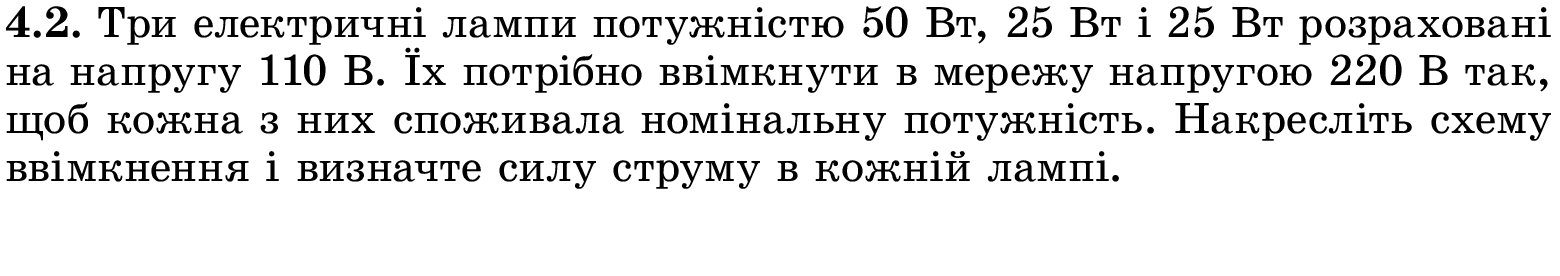 4.2. Три електричні лампи потужністю 50 Вт, 25 Вт і 25 Вт розраховані
на напругу 110 В. Їх потрібно ввімкнути в мережу напругою 220 В так,
щоб кожна з них споживала номінальну потужність. Накресліть схему
ввімкнення і визначте силу струму в кожній лампі.